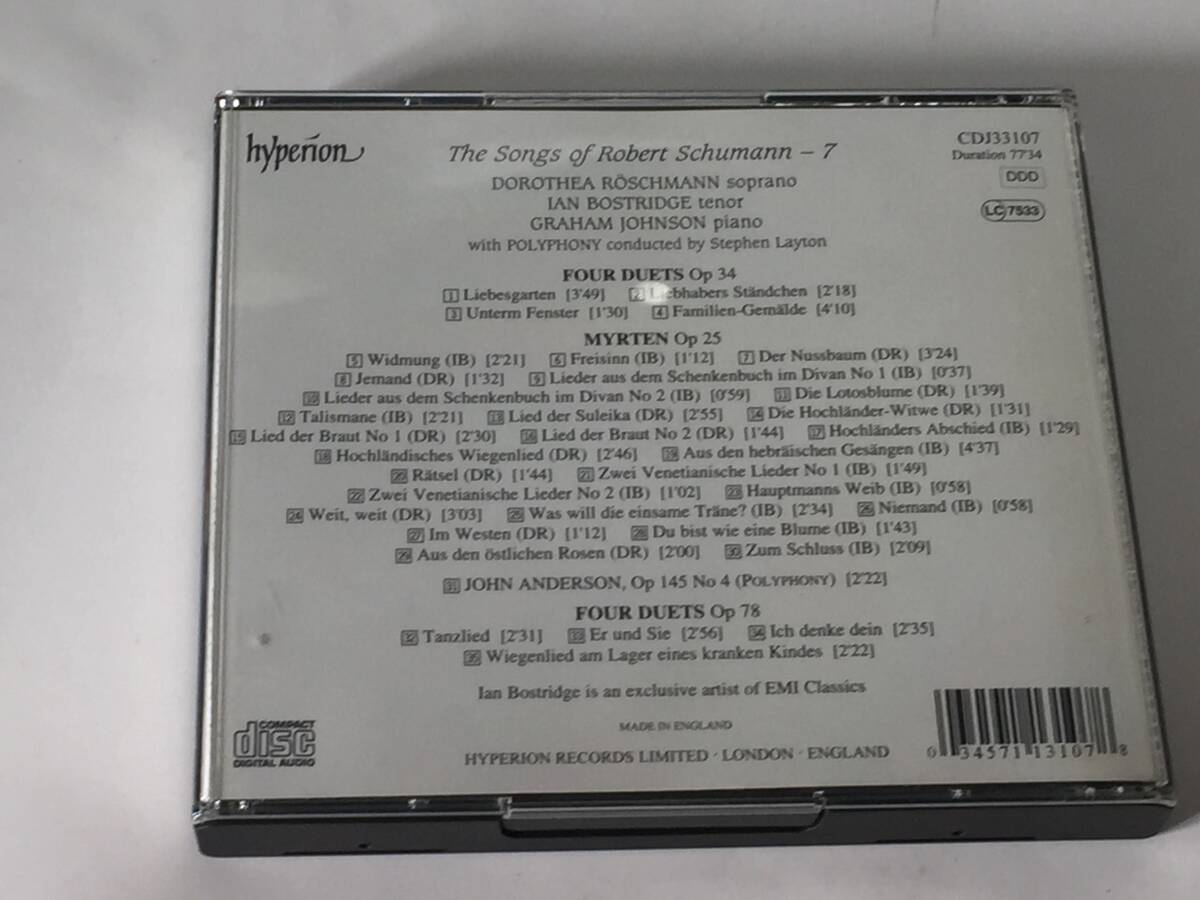 hyperion
The Songs of Robert Schumann – 7
CDJ33107
Duration 77'34
DDD
LC 7533
DOROTHEA RÖSCHMANN soprano
IAN BOSTRIDGE tenor
GRAHAM JOHNSON piano
with POLYPHONY conducted by Stephen Layton
FOUR DUETS Op 34
1 Liebesgarten [3'49] 2 Liebhabers Ständchen [2'18]
3 Unterm Fenster [1'30] 4 Familien-Gemälde [4'10]
MYRTEN Op 25
5 Widmung (IB) [2'21] 6 Freisinn (IB) [1'12] 7 Der Nussbaum (DR) [3'24]
8 Jemand (DR) [1'32] 9 Lieder aus dem Schenkenbuch im Divan No 1 (IB) [0'37]
10 Lieder aus dem Schenkenbuch im Divan No 2 (IB) [0'59] 11 Die Lotosblume (DR) [1'39]
12 Talismane (IB) [2'21] 13 Lied der Suleika (DR) [2'55] 14 Die Hochländer-Witwe (DR) [1'31]
15 Lied der Braut No 1 (DR) [2'30] 16 Lied der Braut No 2 (DR) [1'44] 17 Hochländers Abschied (IB) [1'29]
18 Hochländisches Wiegenlied (DR) [2'46] 19 Aus den hebräischen Gesängen (IB) [4'37]
20 Rätsel (DR) [1'44] 21 Zwei Venetianische Lieder No 1 (IB) [1'49]
22 Zwei Venetianische Lieder No 2 (IB) [1'02] 23 Hauptmanns Weib (IB) [0'58]
24 Weit, weit (DR) [3'03] 25 Was will die einsame Träne? (IB) [2'34] 26 Niemand (IB) [0'58]
27 Im Westen (DR) [1'12] 28 Du bist wie eine Blume (IB) [1'43]
29 Aus den östlichen Rosen (DR) [2'00] 30 Zum Schluss (IB) [2'09]
31 JOHN ANDERSON, Op 145 No 4 (POLYPHONY) [2'22]
FOUR DUETS Op 78
32 Tanzlied [2'31] 33 Er und Sie [2'56] 34 Ich denke dein [2'35]
35 Wiegenlied am Lager eines kranken Kindes [2'22]
Ian Bostridge is an exclusive artist of EMI Classics
MADE IN ENGLAND
HYPERION RECORDS LIMITED · LONDON · ENGLAND
COMPACT
disc
DIGITAL AUDIO
0 34571 13107 8